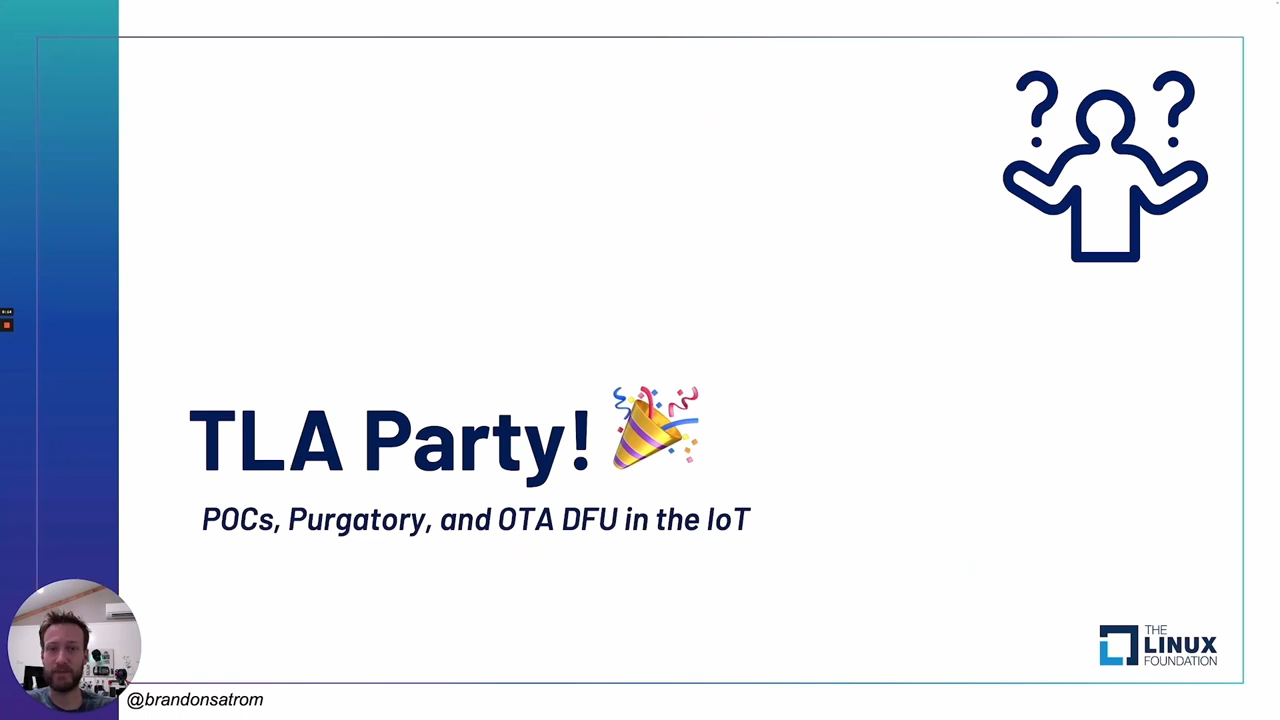 TLA Party!
POCs, Purgatory, and OTA DFU in the IoT
THE
LINUX
FOUNDATION
@brandonsatrom